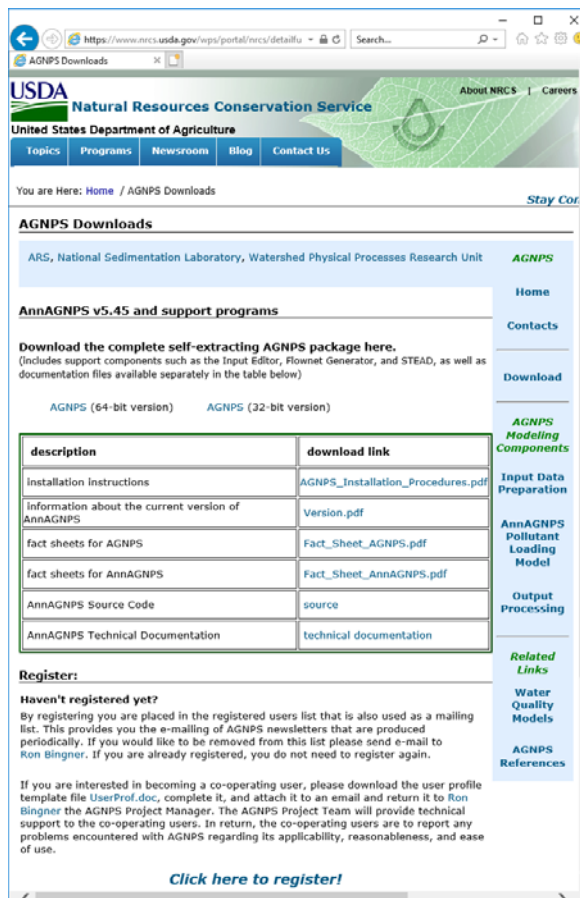 https://www.nrcs.usda.gov/wps/portal/nrcs/detailfu
Search...
AGNPS Downloads
USDA
Natural Resources Conservation Service
About NRCS | Careers
United States Department of Agriculture
Topics Programs Newsroom Blog Contact Us
You are Here: Home / AGNPS Downloads
Stay Con
AGNPS Downloads
ARS, National Sedimentation Laboratory, Watershed Physical Processes Research Unit
AnnAGNPS v5.45 and support programs
Download the complete self-extracting AGNPS package here.
(includes support components such as the Input Editor, Flownet Generator, and STEAD, as well as
documentation files available separately in the table below)
AGNPS (64-bit version) AGNPS (32-bit version)
description download link
installation instructions AGNPS_Installation_Procedures.pdf
information about the current version of
AnnAGNPS Version.pdf
fact sheets for AGNPS Fact_Sheet_AGNPS.pdf
fact sheets for AnnAGNPS Fact_Sheet_AnnAGNPS.pdf
AnnAGNPS Source Code source
AnnAGNPS Technical Documentation technical documentation
Register:
Haven't registered yet?
By registering you are placed in the registered users list that is also used as a mailing
list. This provides you the e-mailing of AGNPS newsletters that are produced
periodically. If you would like to be removed from this list please send e-mail to
Ron Bingner. If you are already registered, you do not need to register again.
If you are interested in becoming a co-operating user, please download the user profile
template file UserProf.doc, complete it, and attach it to an email and return it to Ron
Bingner the AGNPS Project Manager. The AGNPS Project Team will provide technical
support to the co-operating users. In return, the co-operating users are to report any
problems encountered with AGNPS regarding its applicability, reasonableness, and ease
of use.
Click here to register!
AGNPS
Home
Contacts
Download
AGNPS
Modeling
Components
Input Data
Preparation
AnnAGNPS
Pollutant
Loading
Model
Output
Processing
Related
Links
Water
Quality
Models
AGNPS
References